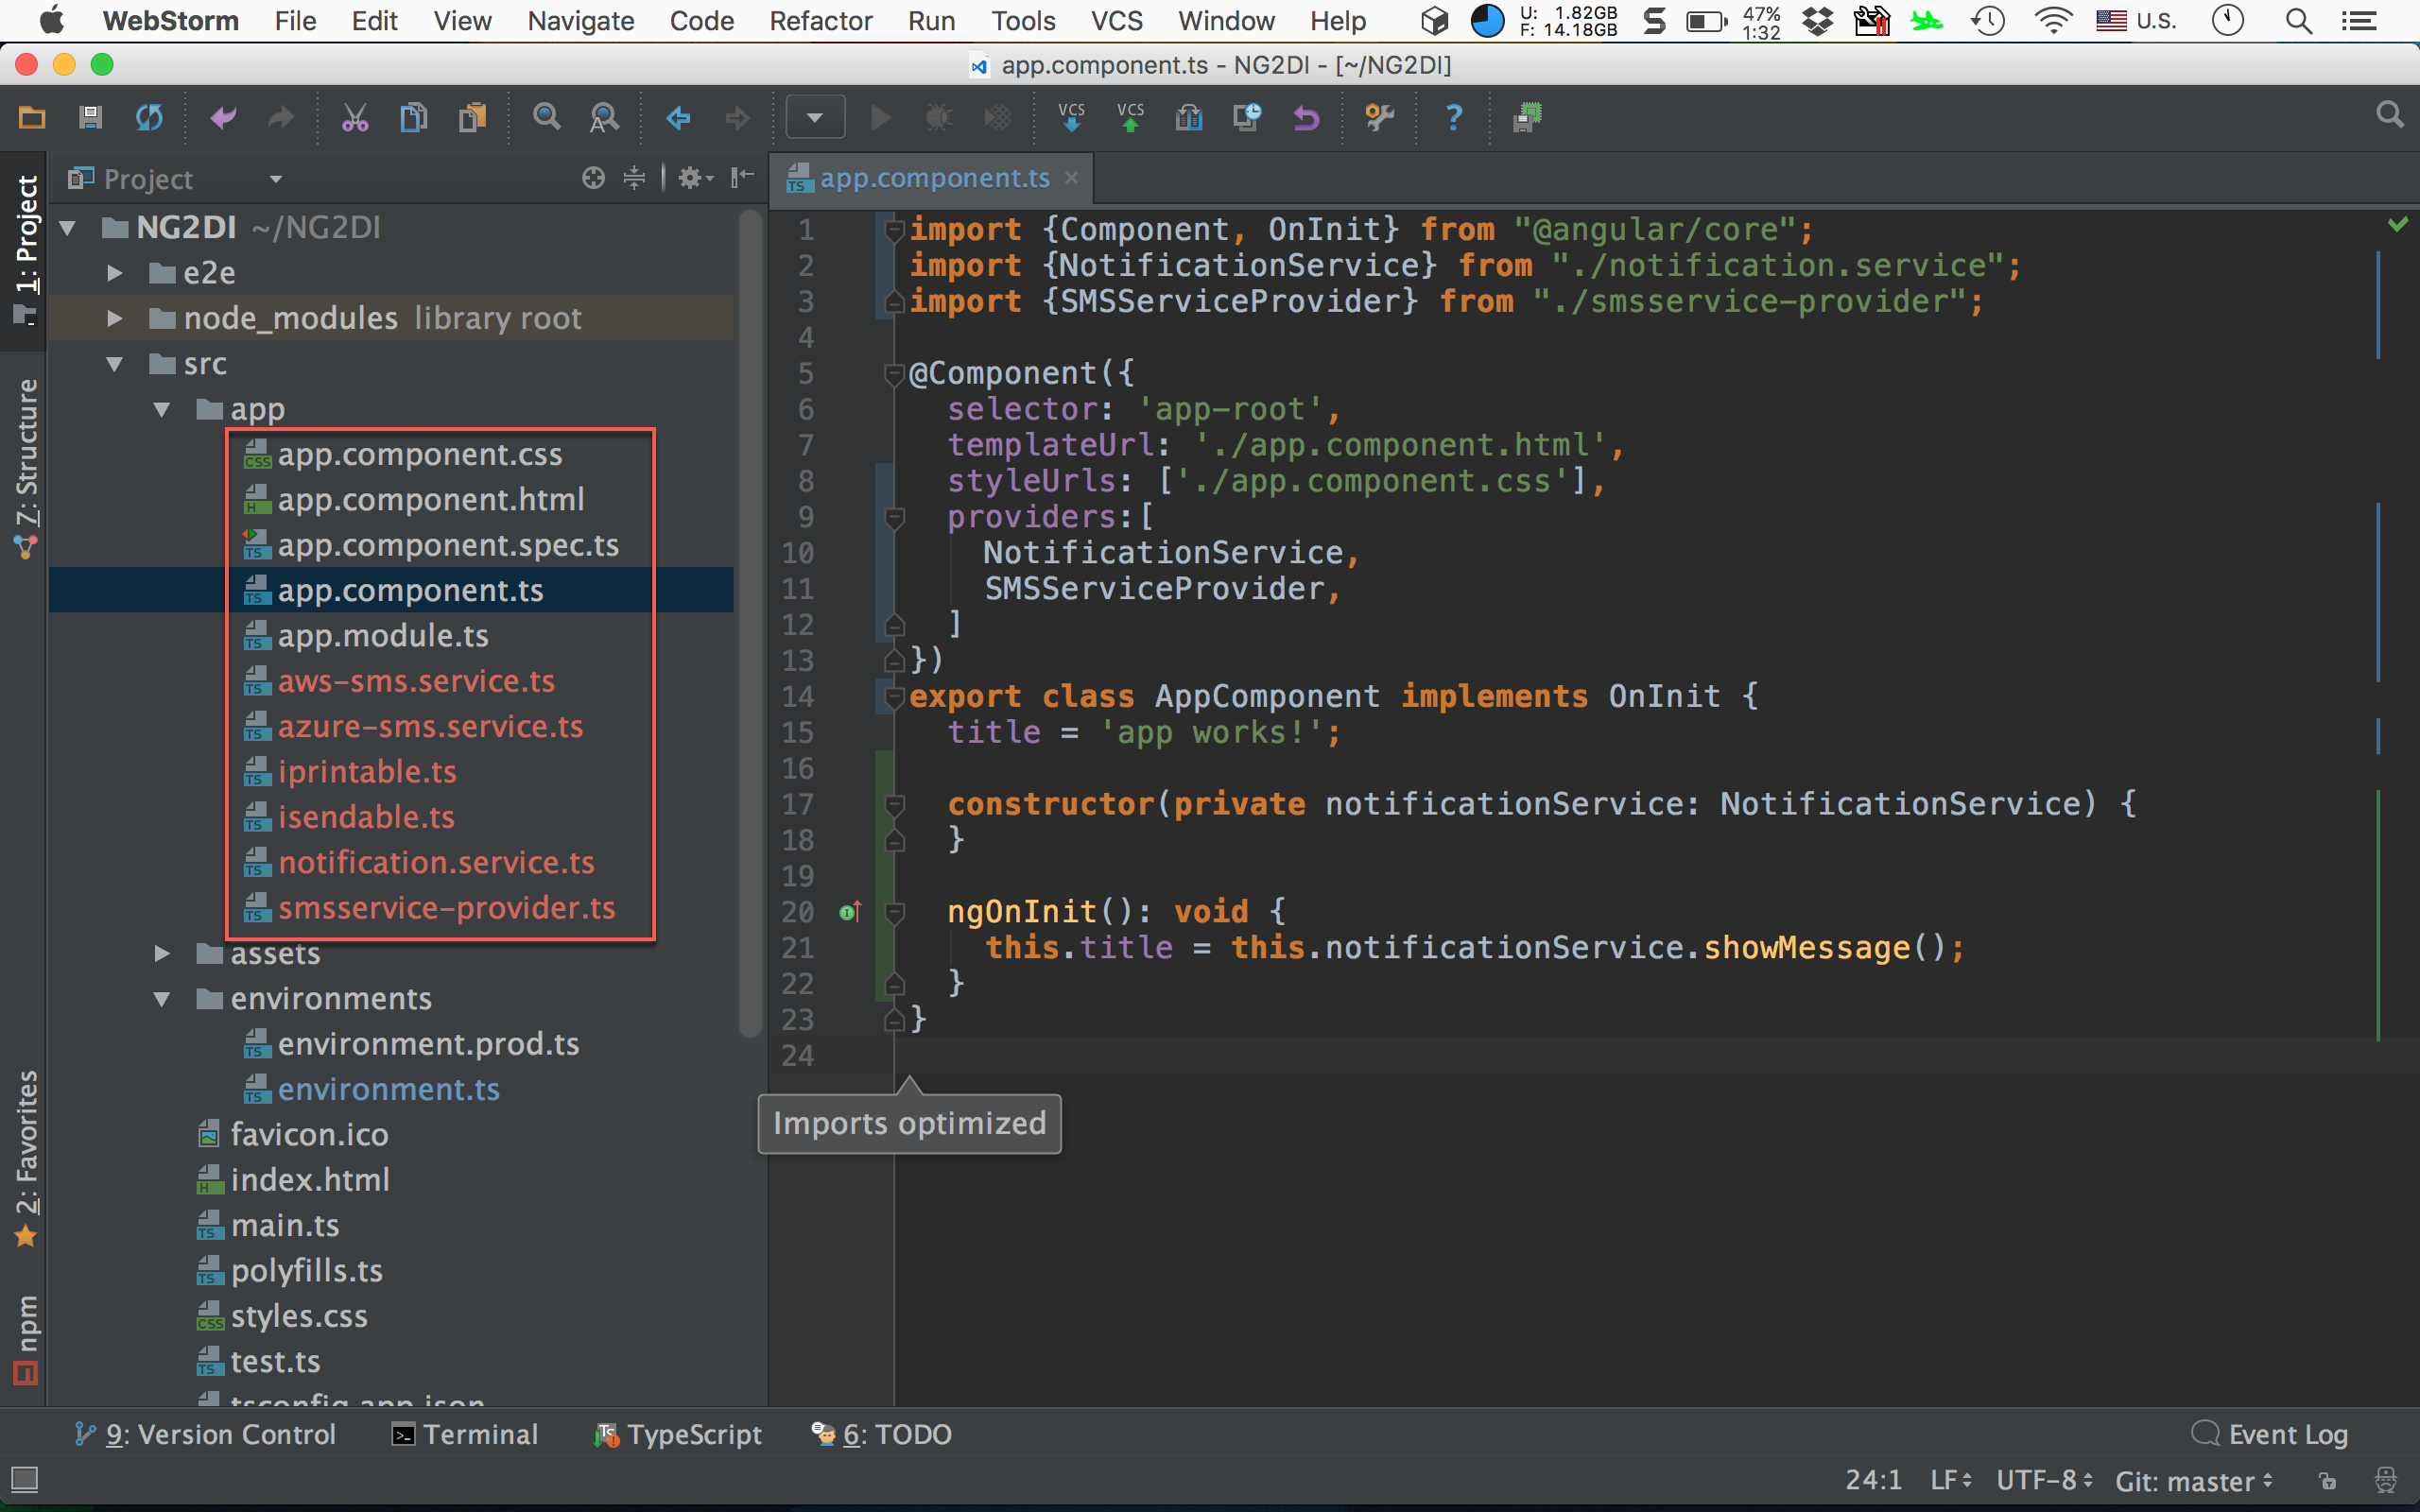 WebStorm File Edit View Navigate Code Refactor Run Tools VCS Window Help U: 1.82GB 47% U.S.
F: 14.18GB 1:32
app.component.ts - NG2DI - [~/NG2DI]
VCS VCS
Project
app.component.ts
1: Project
7: Structure
2: Favorites
npm
NG2DI ~/NG2DI
e2e
node_modules library root
src
app
app.component.css
app.component.html
app.component.spec.ts
app.component.ts
app.module.ts
aws-sms.service.ts
azure-sms.service.ts
iprintable.ts
isendable.ts
notification.service.ts
smsservice-provider.ts
assets
environments
environment.prod.ts
environment.ts
favicon.ico
index.html
main.ts
polyfills.ts
styles.css
test.ts
tsconfig.app.json
1 import {Component, OnInit} from "@angular/core";
2 import {NotificationService} from "./notification.service";
3 import {SMSServiceProvider} from "./smsservice-provider";
4
5 @Component({
6 selector: 'app-root',
7 templateUrl: './app.component.html',
8 styleUrls: ['./app.component.css'],
9 providers:[
10 NotificationService,
11 SMSServiceProvider,
12 ]
13 })
14 export class AppComponent implements OnInit {
15 title = 'app works!';
16
17 constructor(private notificationService: NotificationService) {
18 }
19
20 ngOnInit(): void {
21 this.title = this.notificationService.showMessage();
22 }
23 }
24
Imports optimized
9: Version Control Terminal TypeScript 6: TODO Event Log
24:1 LF UTF-8 Git: master